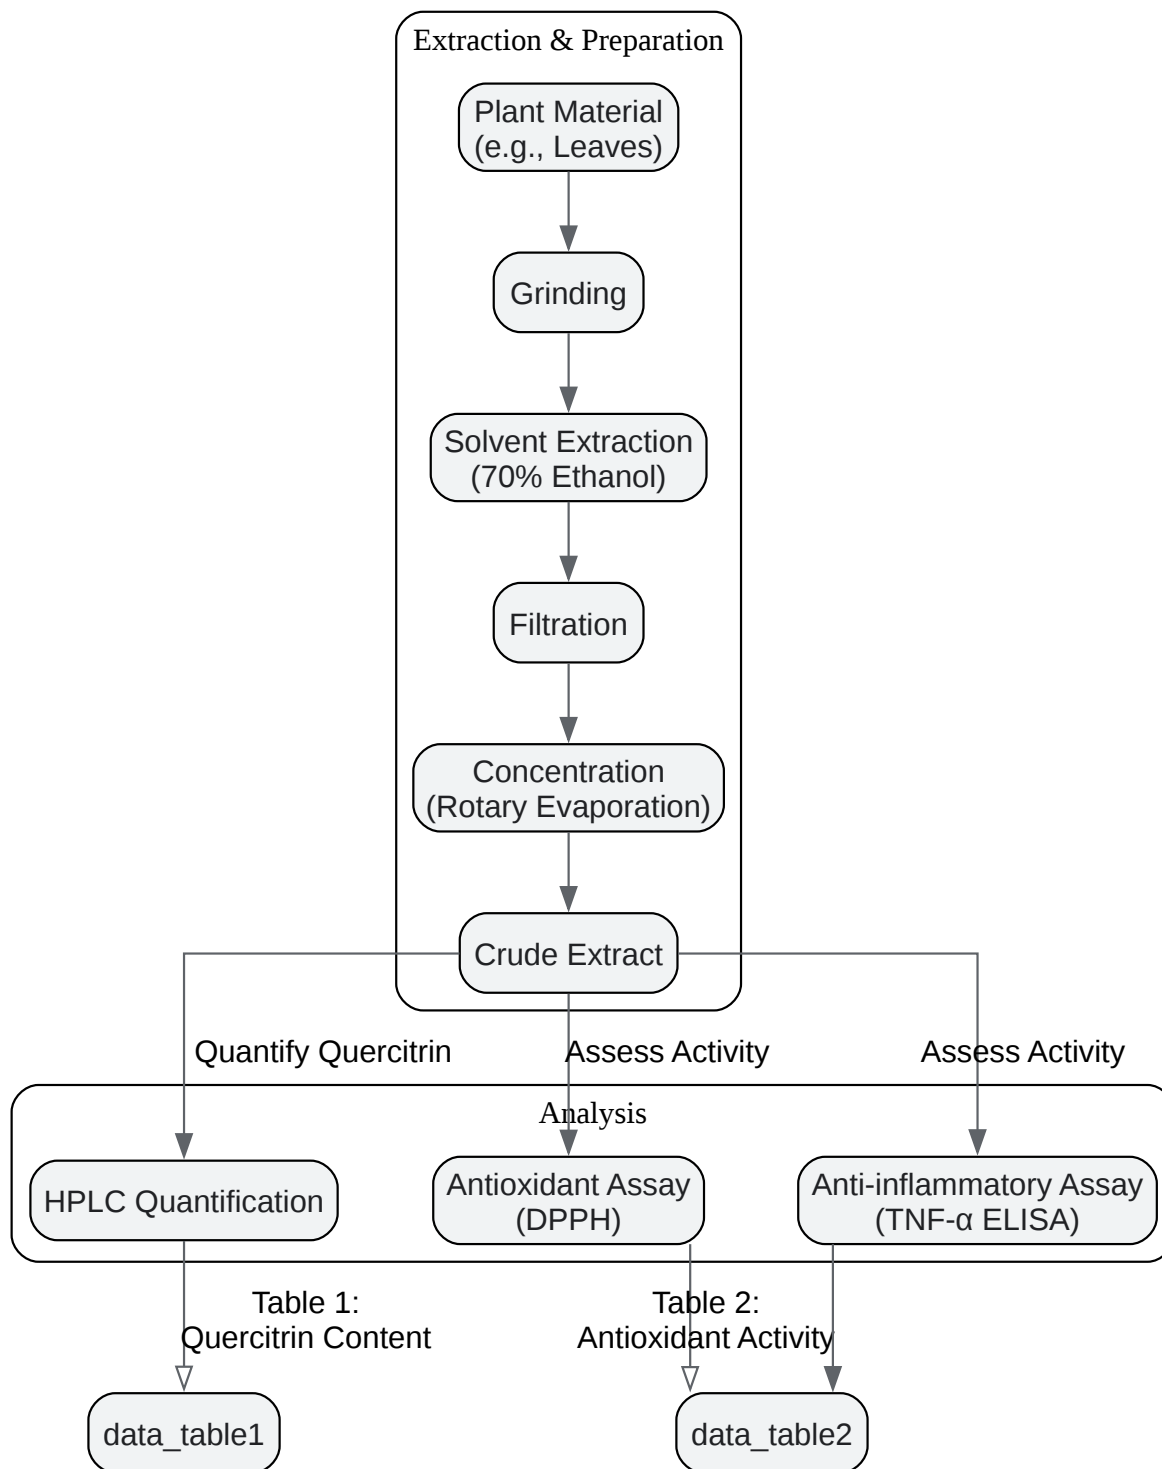 Extraction & Preparation
Plant Material
(e.g., Leaves)
Grinding
Solvent Extraction
(70% Ethanol)
Filtration
Concentration
(Rotary Evaporation)
Crude Extract
Quantify Quercitrin
Assess Activity
Assess Activity
Analysis
HPLC Quantification
Antioxidant Assay
(DPPH)
Anti-inflammatory Assay
(TNF-α ELISA)
Table 1:
Quercitrin Content
Table 2:
Antioxidant Activity
data_table1
data_table2